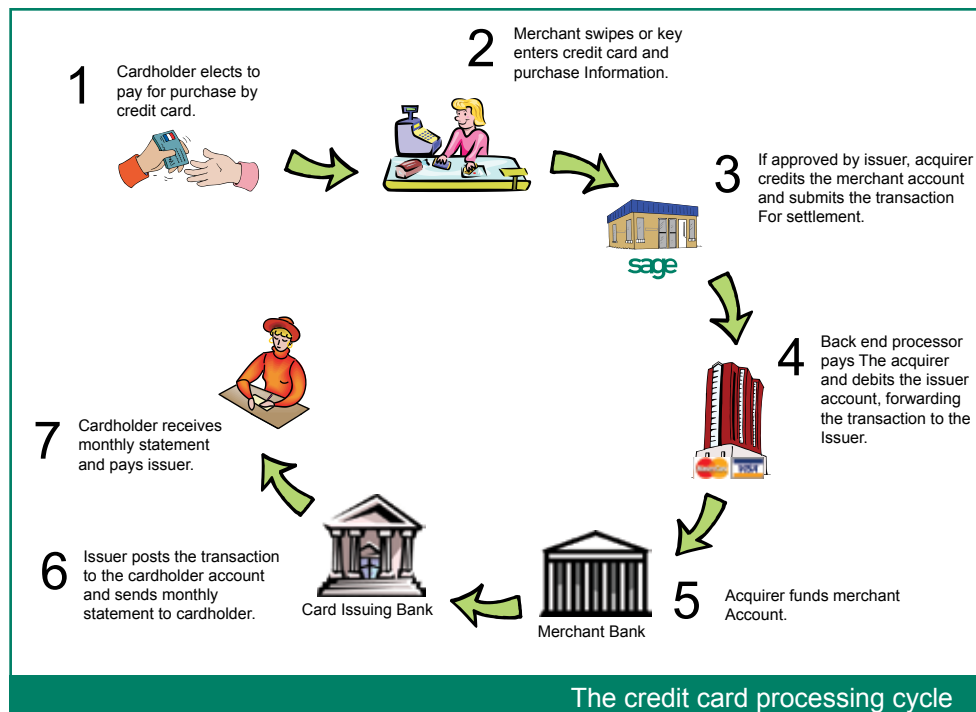 1
Cardholder elects to
pay for purchase by
credit card.
2
Merchant swipes or key
enters credit card and
purchase Information.
3
If approved by issuer, acquirer
credits the merchant account
and submits the transaction
For settlement.
sage
4
Back end processor
pays The acquirer
and debits the issuer
account, forwarding
the transaction to the
Issuer.
MasterCard
VISA
5
Acquirer funds merchant
Account.
Merchant Bank
6
Issuer posts the transaction
to the cardholder account
and sends monthly
statement to cardholder.
Card Issuing Bank
7
Cardholder receives
monthly statement
and pays issuer.
The credit card processing cycle